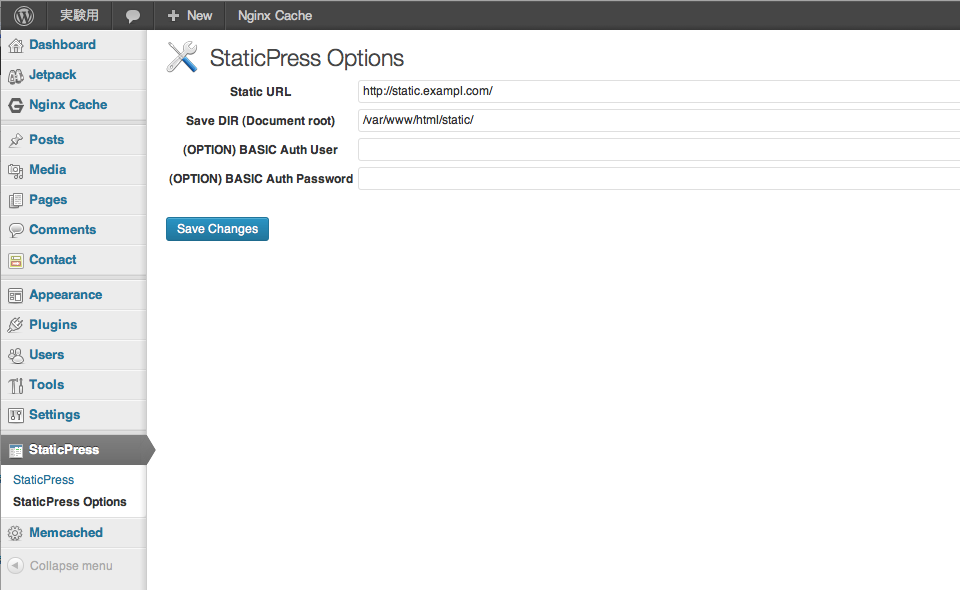 実験用 New Nginx Cache
Dashboard
Jetpack
Nginx Cache
Posts
Media
Pages
Comments
Contact
Appearance
Plugins
Users
Tools
Settings
StaticPress
StaticPress
StaticPress Options
Memcached
Collapse menu
StaticPress Options
Static URL http://static.exampl.com/
Save DIR (Document root) /var/www/html/static/
(OPTION) BASIC Auth User
(OPTION) BASIC Auth Password
Save Changes